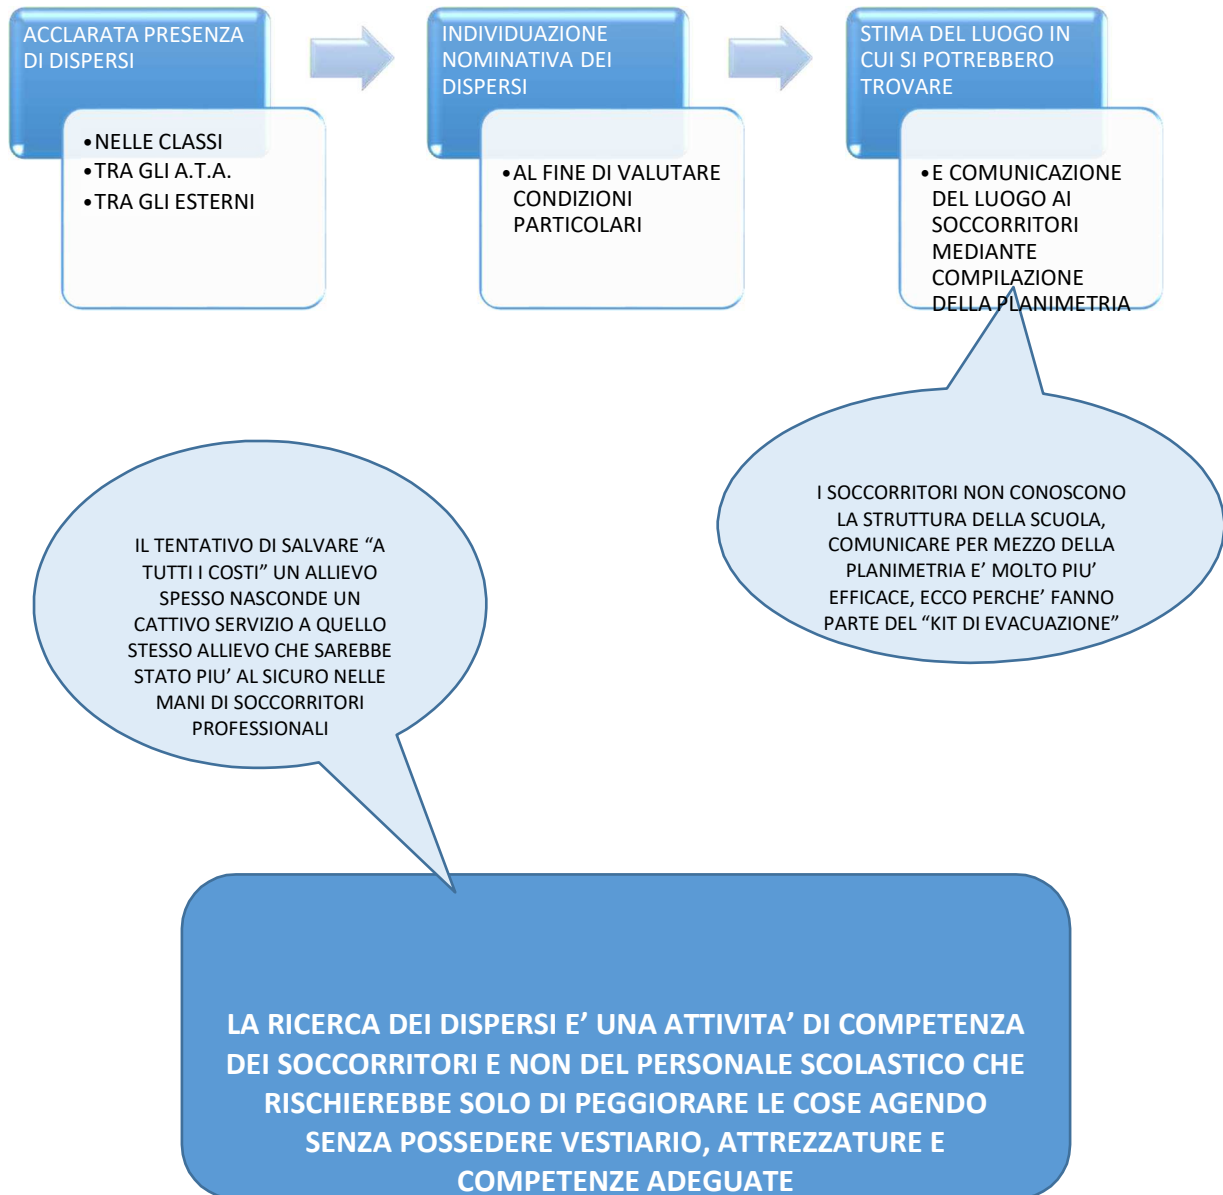 ACCLARATA PRESENZA
DI DISPERSI
•NELLE CLASSI
•TRA GLI A.T.A.
•TRA GLI ESTERNI
INDIVIDUAZIONE
NOMINATIVA DEI
DISPERSI
•AL FINE DI VALUTARE
CONDIZIONI
PARTICOLARI
STIMA DEL LUOGO IN
CUI SI POTREBBERO
TROVARE
•E COMUNICAZIONE
DEL LUOGO AI
SOCCORRITORI
MEDIANTE
COMPILAZIONE
DELLA PLANIMETRIA
I SOCCORRITORI NON CONOSCONO
LA STRUTTURA DELLA SCUOLA,
COMUNICARE PER MEZZO DELLA
PLANIMETRIA E’ MOLTO PIU’
EFFICACE, ECCO PERCHE’ FANNO
PARTE DEL “KIT DI EVACUAZIONE”
IL TENTATIVO DI SALVARE “A
TUTTI I COSTI” UN ALLIEVO
SPESSO NASCONDE UN
CATTIVO SERVIZIO A QUELLO
STESSO ALLIEVO CHE SAREBBE
STATO PIU’ AL SICURO NELLE
MANI DI SOCCORRITORI
PROFESSIONALI
LA RICERCA DEI DISPERSI E’ UNA ATTIVITA’ DI COMPETENZA
DEI SOCCORRITORI E NON DEL PERSONALE SCOLASTICO CHE
RISCHIEREBBE SOLO DI PEGGIORARE LE COSE AGENDO
SENZA POSSEDERE VESTIARIO, ATTREZZATURE E
COMPETENZE ADEGUATE